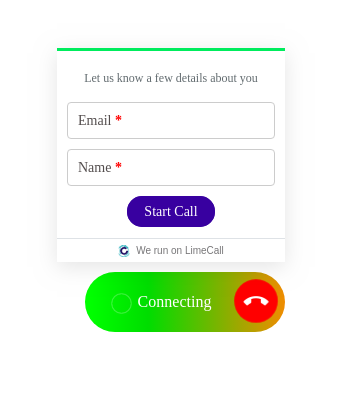 Let us know a few details about you
Email *
Name *
Start Call
We run on LimeCall
Connecting